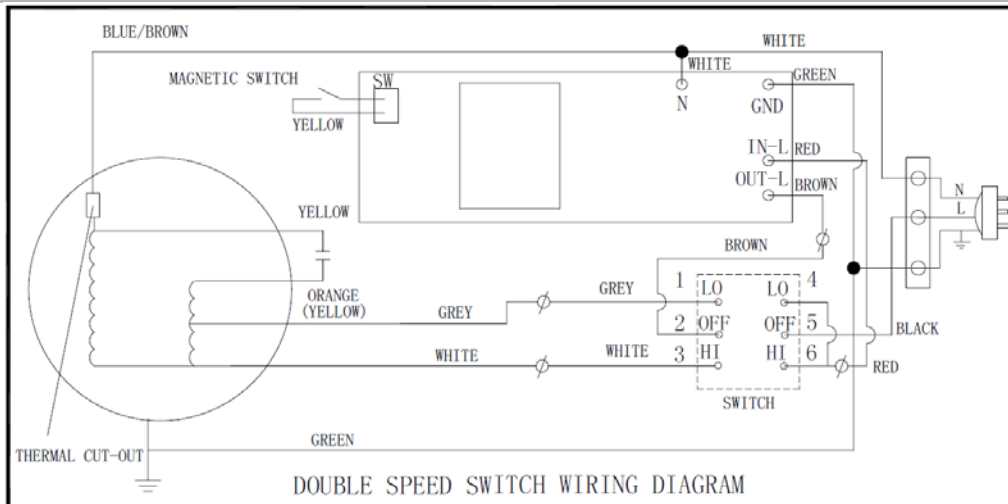 BLUE/BROWN
WHITE
MAGNETIC SWITCH
SW
WHITE
GREEN
N
GND
YELLOW
IN-L RED
OUT-L
BROWN
N
L
YELLOW
BROWN
1
LO
LO
4
ORANGE
(YELLOW)
GREY
GREY
2
OFF
OFF
5
BLACK
WHITE
WHITE
3
HI
HI
6
RED
SWITCH
GREEN
THERMAL CUT-OUT
DOUBLE SPEED SWITCH WIRING DIAGRAM